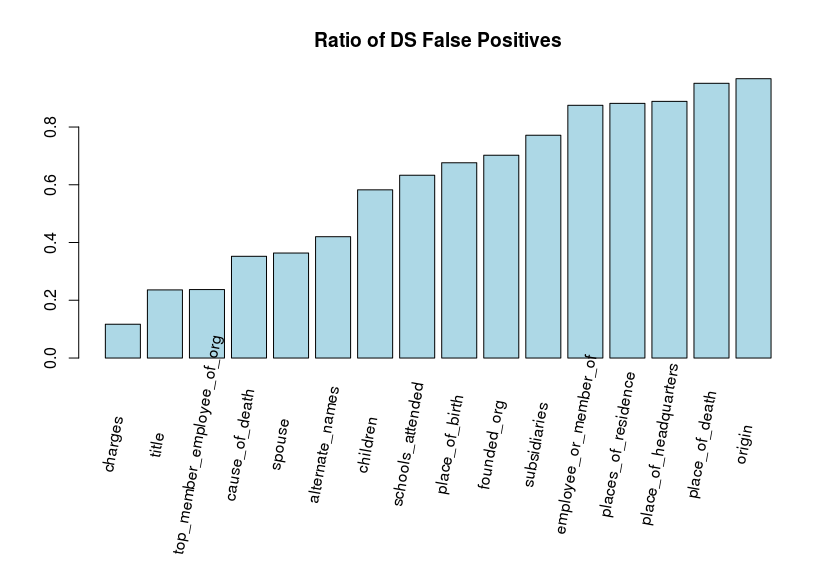 Ratio of DS False Positives
0.8
0.6
0.4
0.2
0.0
charges
title
top_member_employee_of_org
cause_of_death
spouse
alternate_names
children
schools_attended
place_of_birth
founded_org
subsidiaries
employee_or_member_of
places_of_residence
place_of_headquarters
place_of_death
origin